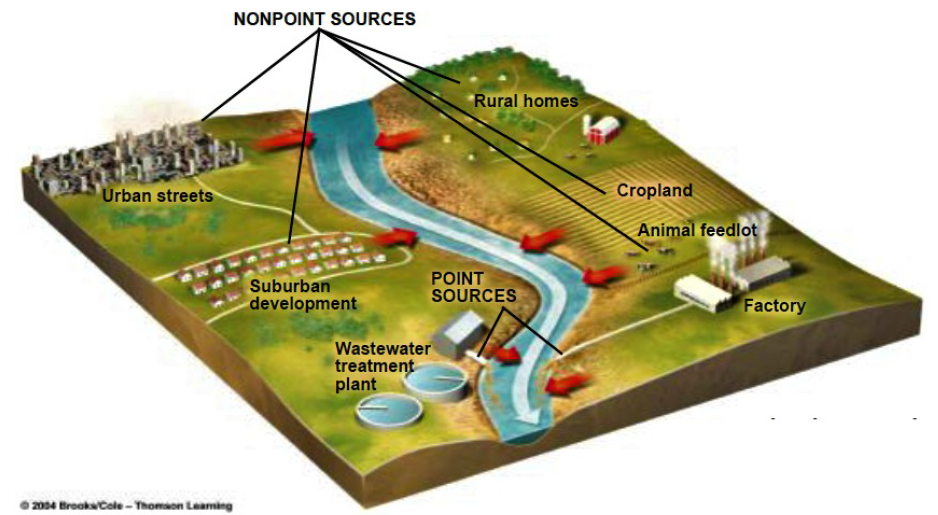 NONPOINT SOURCES
Rural homes
Cropland
Urban streets
Animal feedlot
POINT
SOURCES
Suburban
development
Factory
Wastewater
treatment
plant
© 2004 Brooks/Cole – Thomson Learning